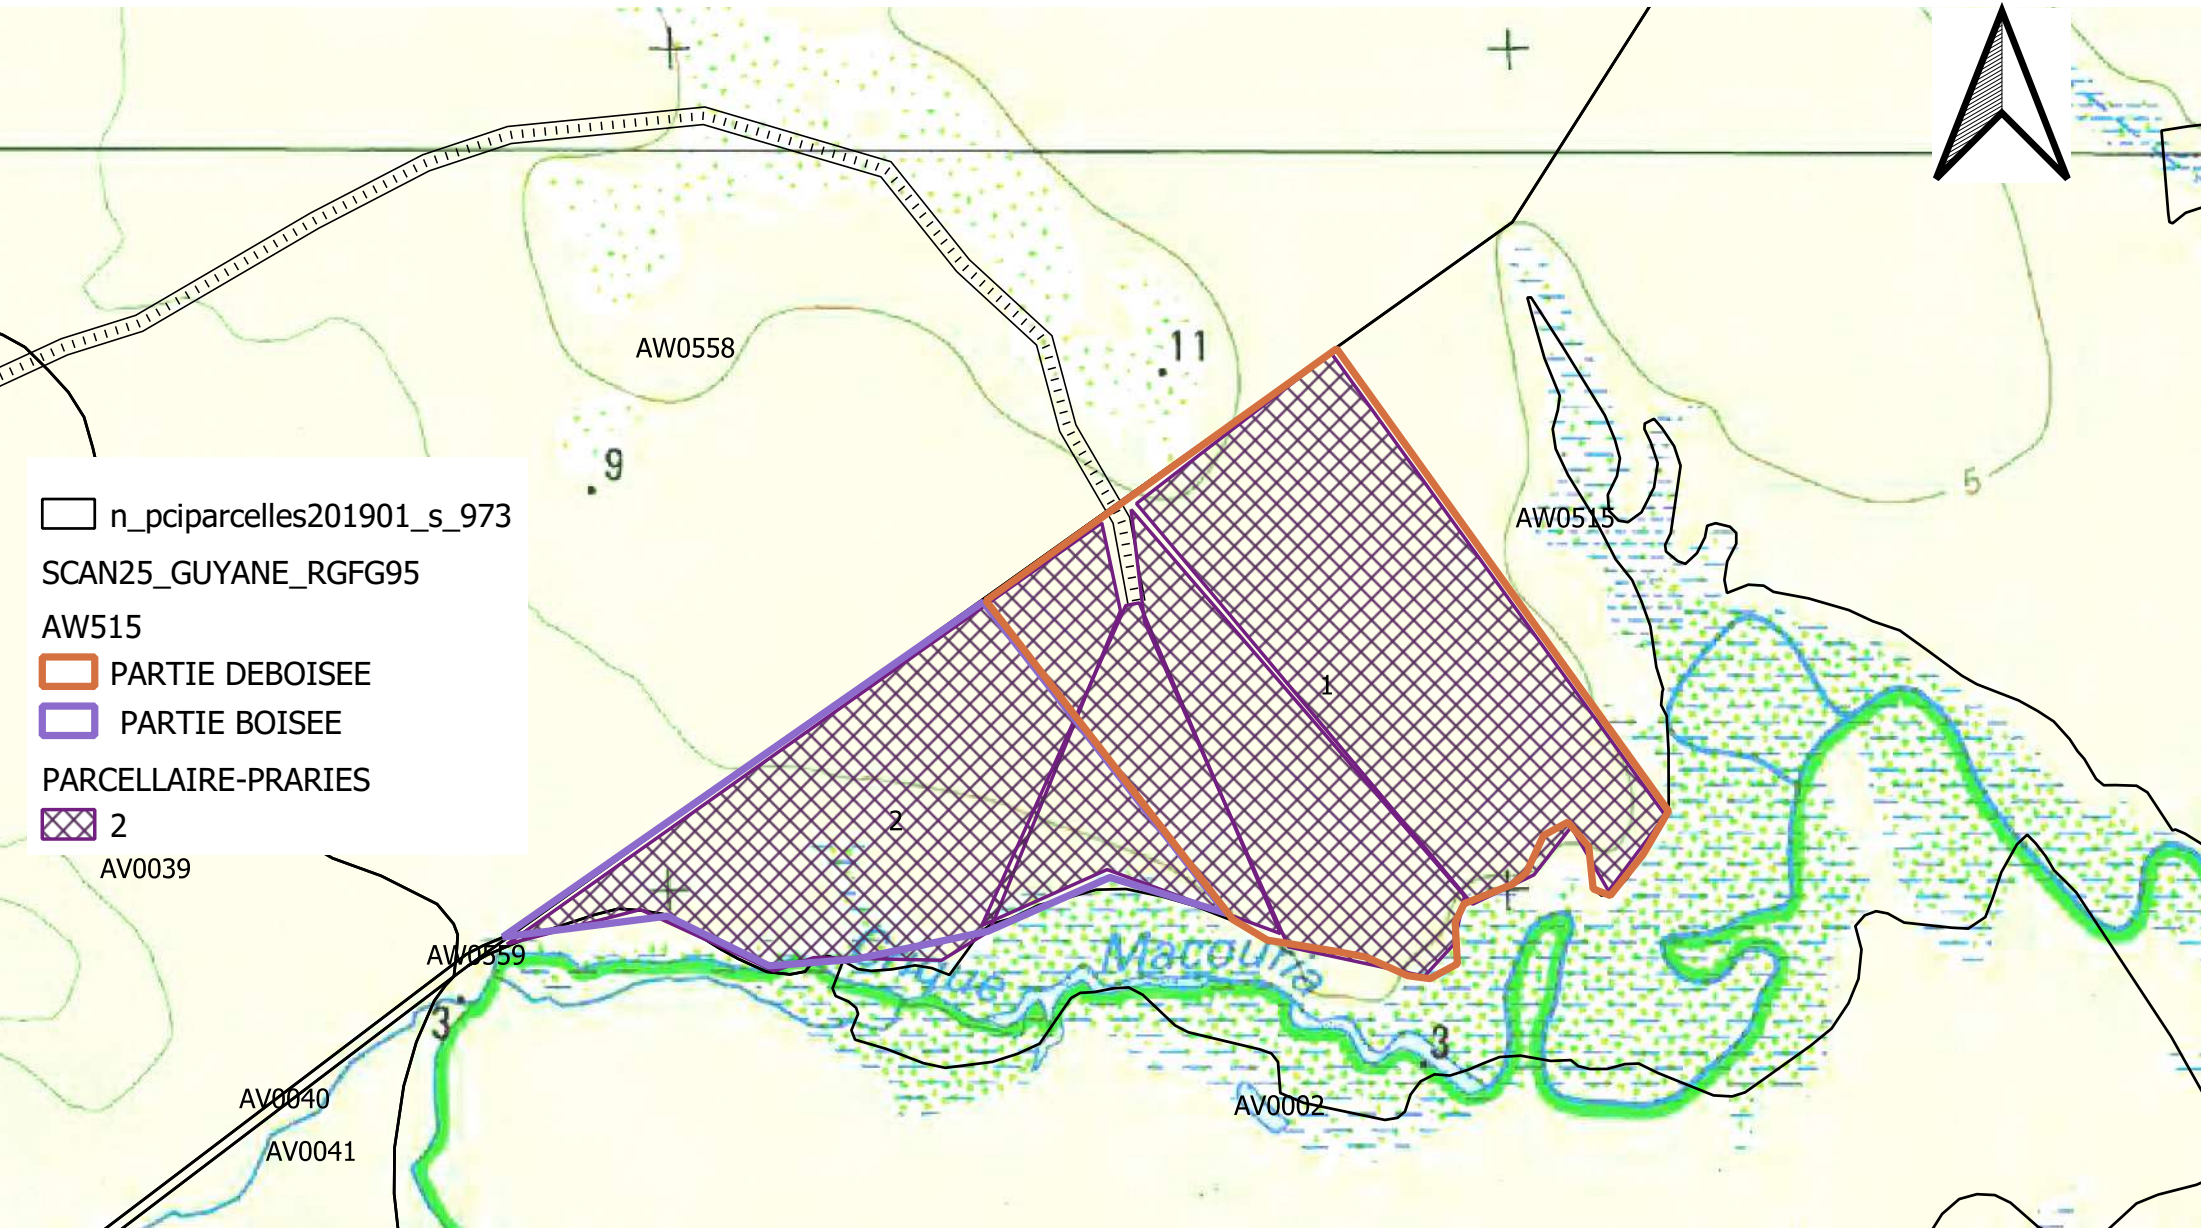 11
AW0558
9
AW0515
5
n_pciparcelles201901_s_973
SCAN25_GUYANE_RGFG95
AW515
PARTIE DEBOISEE
PARTIE BOISEE
PARCELLAIRE-PRARIES
2
1
2
AV0039
AW0559
Macouria
3
3
AV0040
AV0002
AV0041